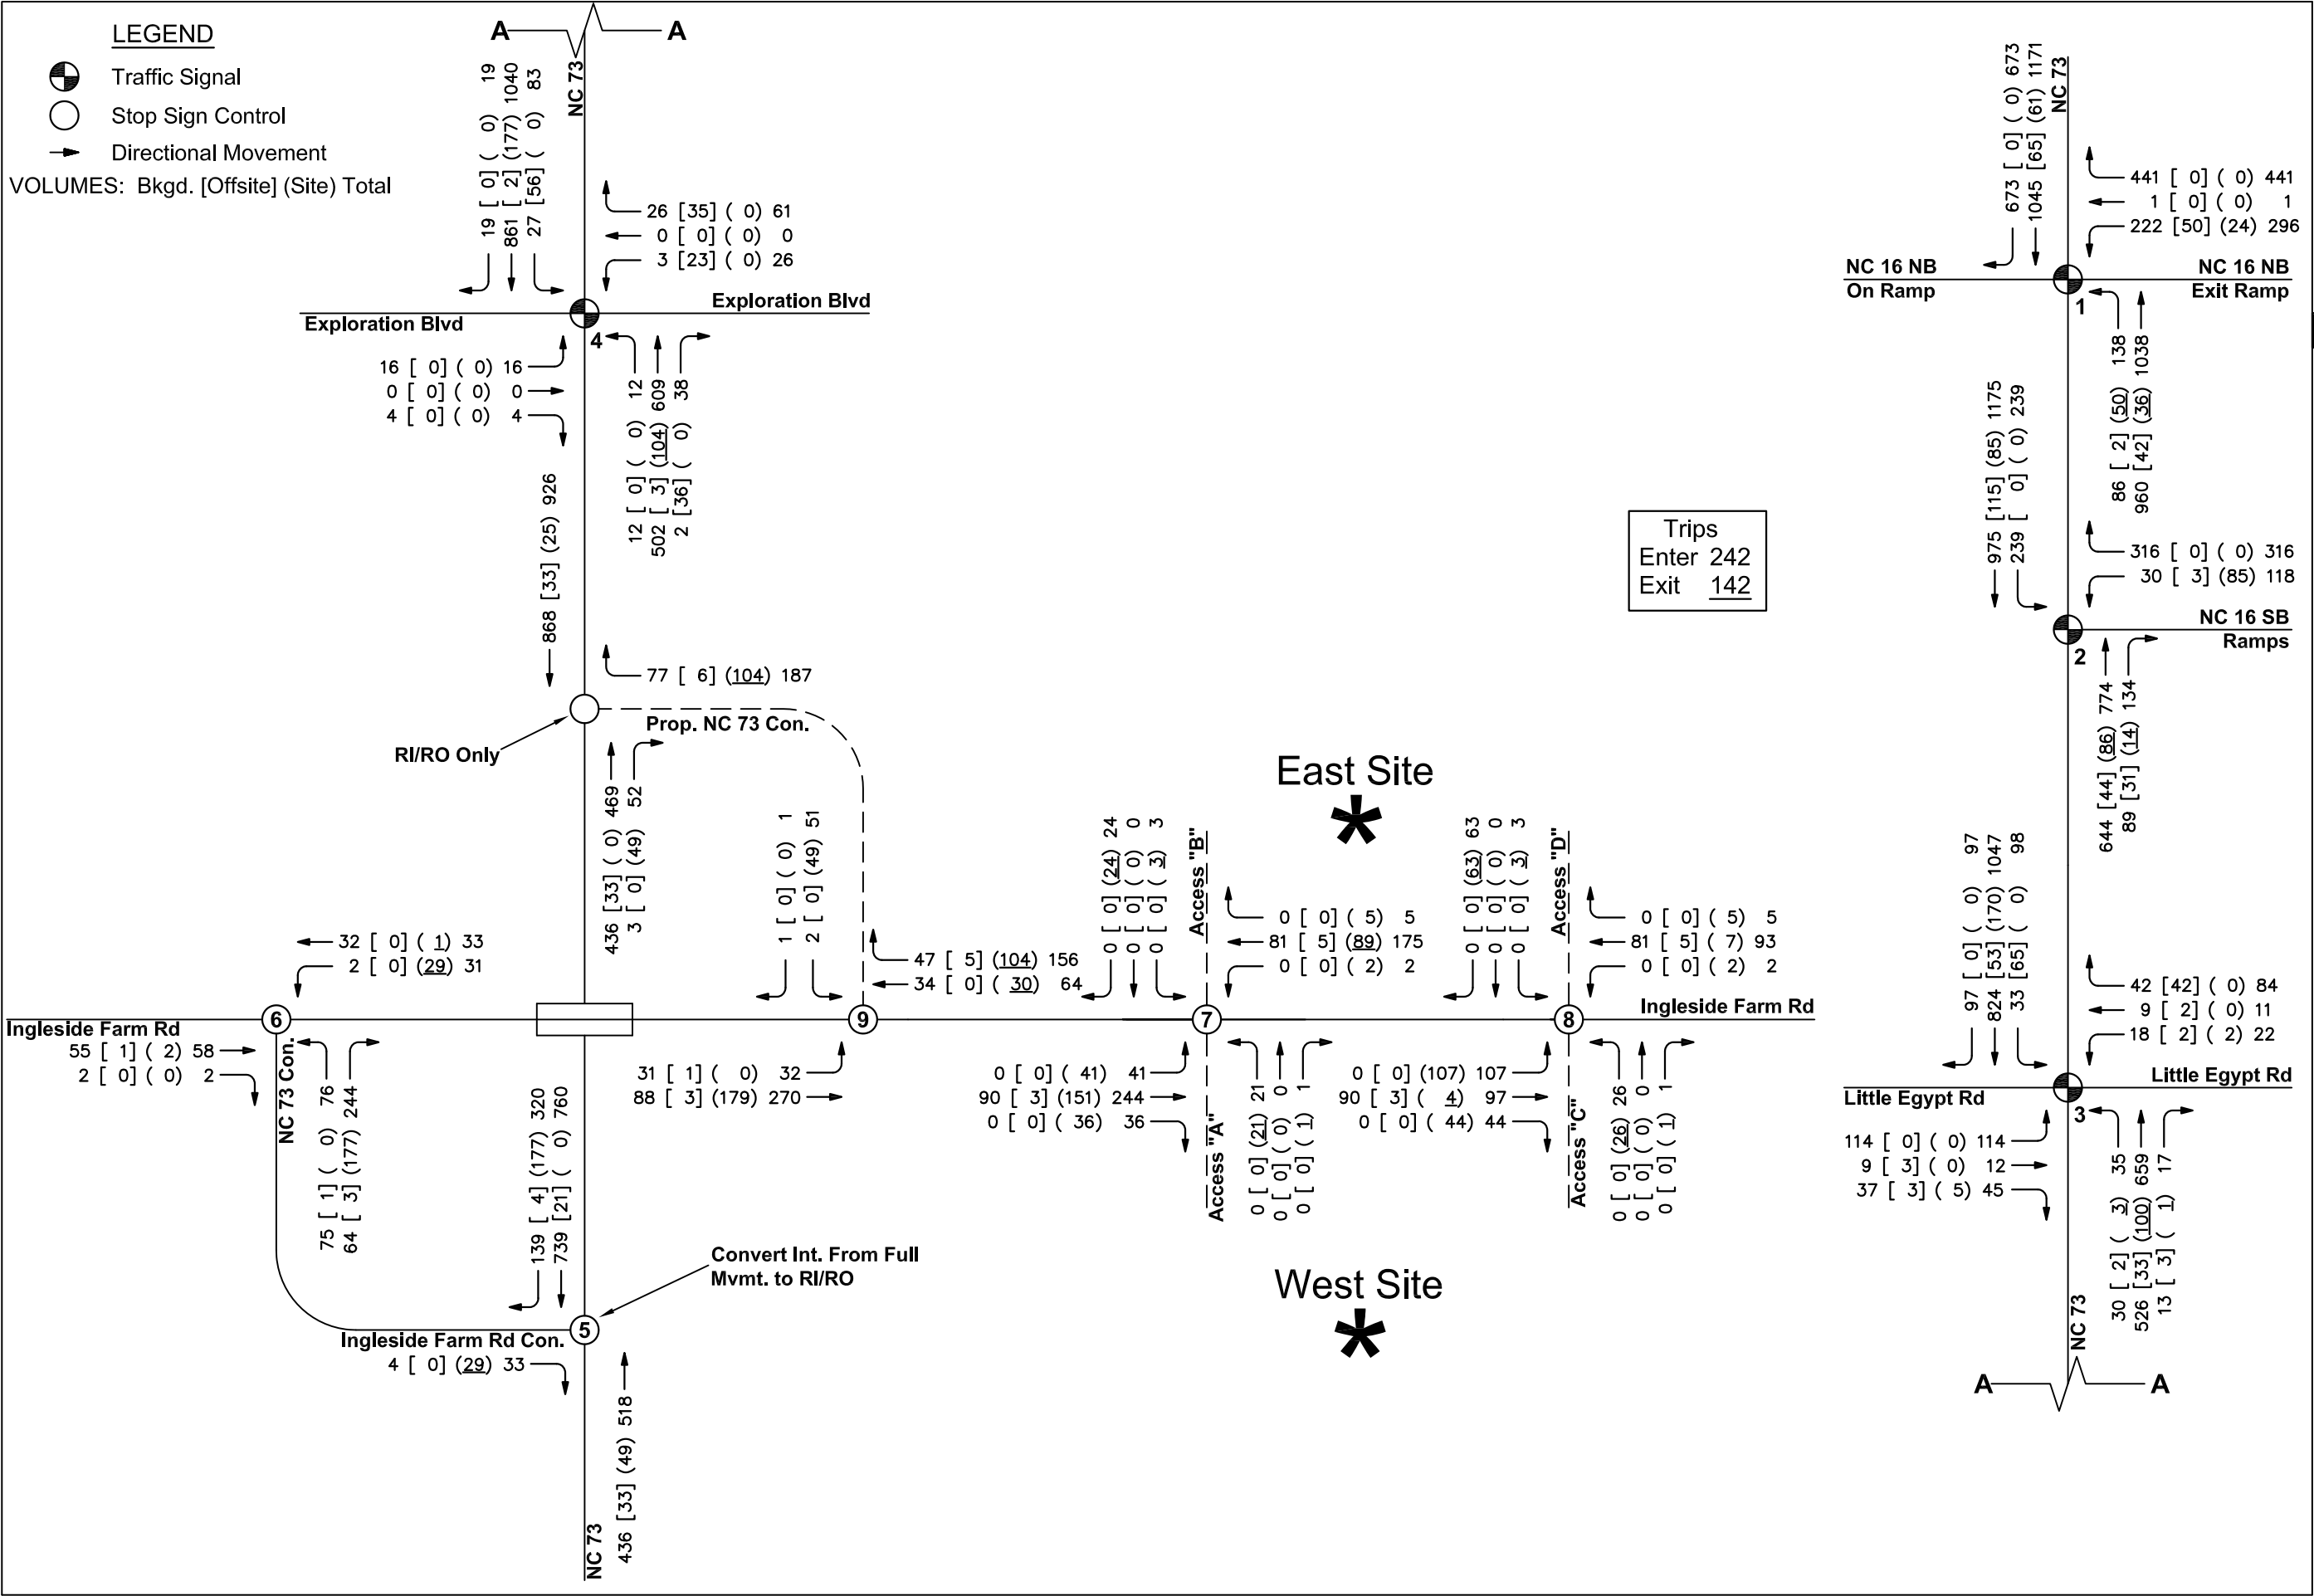 LEGEND
Traffic Signal
Stop Sign Control
Directional Movement
VOLUMES: Bkgd. [Offsite] (Site) Total
A A
NC 73
19 [ 0] ( 0) 19
861 [ 2] (177) 1040
27 [56] ( 0) 83
26 [35] ( 0) 61
0 [ 0] ( 0) 0
3 [23] ( 0) 26
Exploration Blvd
Exploration Blvd
4
16 [ 0] ( 0) 16
0 [ 0] ( 0) 0
4 [ 0] ( 0) 4
12 [ 0] ( 0) 12
502 [ 3] (104) 609
2 [36] ( 0) 38
868 [33] (25) 926
77 [ 6] (104) 187
Prop. NC 73 Con.
RI/RO Only
436 [33] ( 0) 469
3 [ 0] (49) 52
1 [ 0] ( 0) 1
2 [ 0] (49) 51
47 [ 5] (104) 156
34 [ 0] ( 30) 64
32 [ 0] ( 1) 33
2 [ 0] (29) 31
Ingleside Farm Rd
6
9
55 [ 1] ( 2) 58
2 [ 0] ( 0) 2
NC 73 Con.
75 [ 1] ( 0) 76
64 [ 3] (177) 244
31 [ 1] ( 0) 32
88 [ 3] (179) 270
139 [ 4] (177) 320
739 [21] ( 0) 760
Convert Int. From Full
Mvmt. to RI/RO
Ingleside Farm Rd Con.
5
4 [ 0] (29) 33
436 [33] (49) 518
NC 73
East Site
*
0 [ 0] (24) 24
0 [ 0] ( 0) 0
0 [ 0] ( 3) 3
Access "B"
0 [ 0] ( 5) 5
81 [ 5] (89) 175
0 [ 0] ( 2) 2
7
0 [ 0] ( 41) 41
90 [ 3] (151) 244
0 [ 0] ( 36) 36
Access "A"
0 [ 0] (21) 21
0 [ 0] ( 0) 0
0 [ 0] ( 1) 1
0 [ 0] (63) 63
0 [ 0] ( 0) 0
0 [ 0] ( 3) 3
Access "D"
0 [ 0] ( 5) 5
81 [ 5] ( 7) 93
0 [ 0] ( 2) 2
8
Ingleside Farm Rd
0 [ 0] (107) 107
90 [ 3] ( 4) 97
0 [ 0] ( 44) 44
Access "C"
0 [ 0] (26) 26
0 [ 0] ( 0) 0
0 [ 0] ( 1) 1
West Site
*
Trips
Enter 242
Exit 142
673 [ 0] ( 0) 673
1045 [65] (61) 1171
NC 73
441 [ 0] ( 0) 441
1 [ 0] ( 0) 1
222 [50] (24) 296
NC 16 NB
On Ramp
NC 16 NB
Exit Ramp
1
86 [ 2] (50) 138
960 [42] (36) 1038
975 [115] (85) 1175
239 [ 0] ( 0) 239
316 [ 0] ( 0) 316
30 [ 3] (85) 118
NC 16 SB
Ramps
2
644 [44] (86) 774
89 [31] (14) 134
97 [ 0] ( 0) 97
824 [53] (170) 1047
33 [65] ( 0) 98
42 [42] ( 0) 84
9 [ 2] ( 0) 11
18 [ 2] ( 2) 22
Little Egypt Rd
Little Egypt Rd
3
114 [ 0] ( 0) 114
9 [ 3] ( 0) 12
37 [ 3] ( 5) 45
30 [ 2] ( 3) 35
526 [33] (100) 659
13 [ 3] ( 1) 17
NC 73
A A